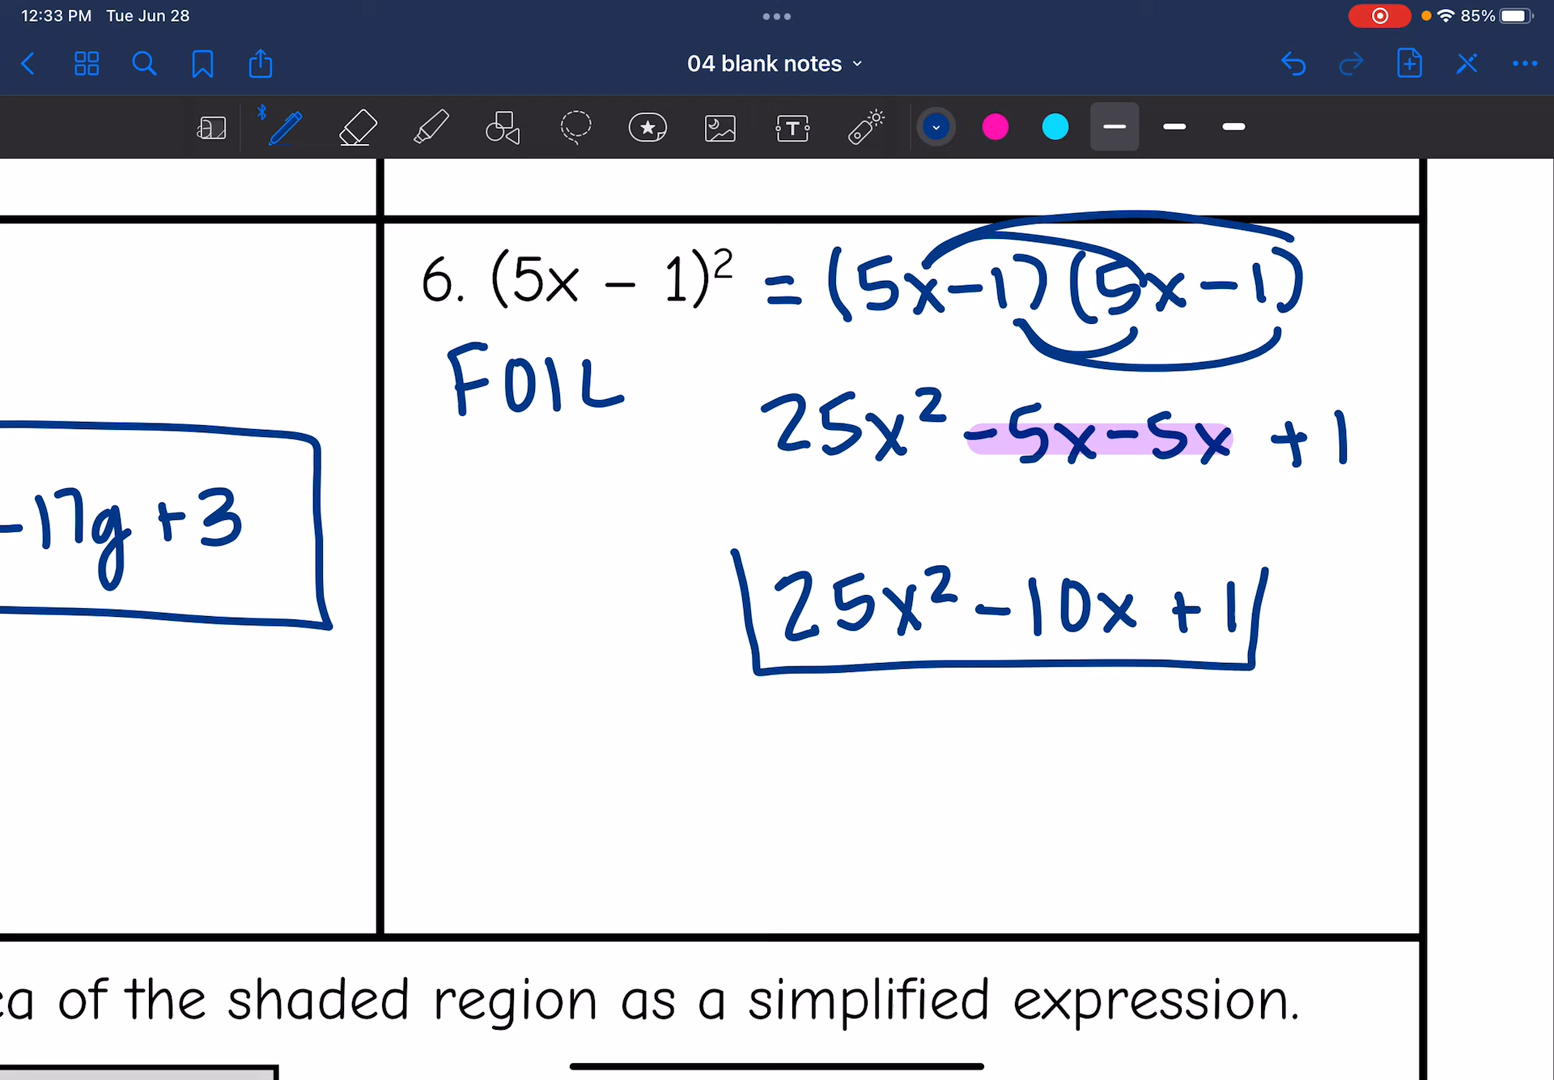 12:33 PM Tue Jun 28
85%
04 blank notes
T
6. (5x – 1)² = (5x-1)(5x-1)
FOIL
25x² -5x-5x +1
-17g +3
25x² -10x +1
ea of the shaded region as a simplified expression.